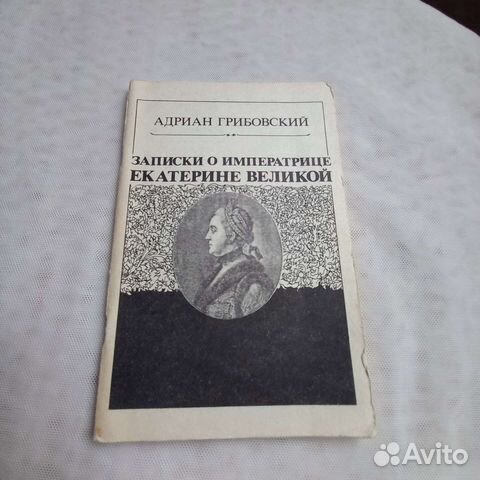 АДРИАН ГРИБОВСКИЙ
ЗАПИСКИ О ИМПЕРАТРИЦЕ
ЕКАТЕРИНЕ ВЕЛИКОЙ
Avito